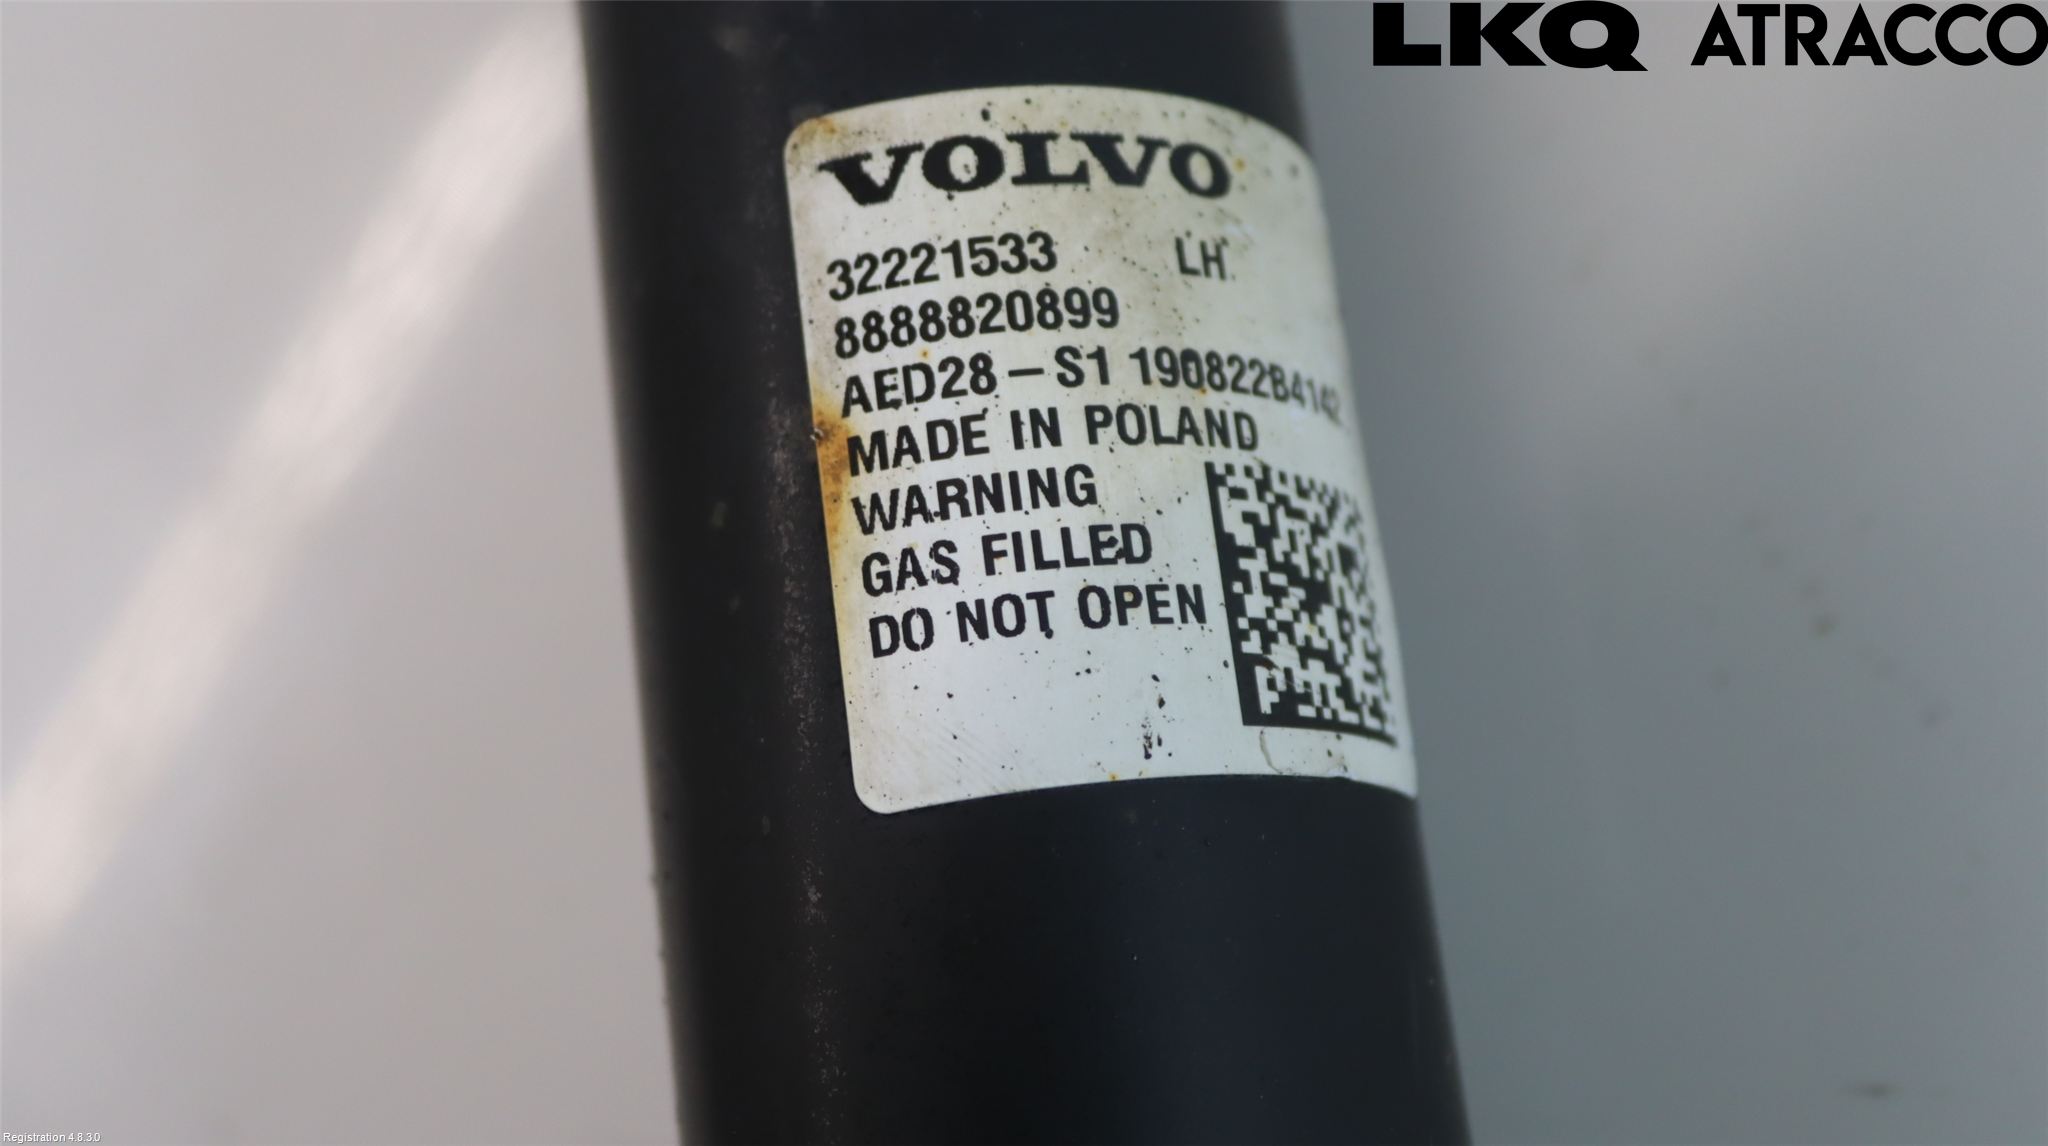 LKQ ATRACCO
VOLVO
32221533 LH
8888820899
AED28-S1 190822B4142
MADE IN POLAND
WARNING
GAS FILLED
DO NOT OPEN
Registration 4.8.3.0